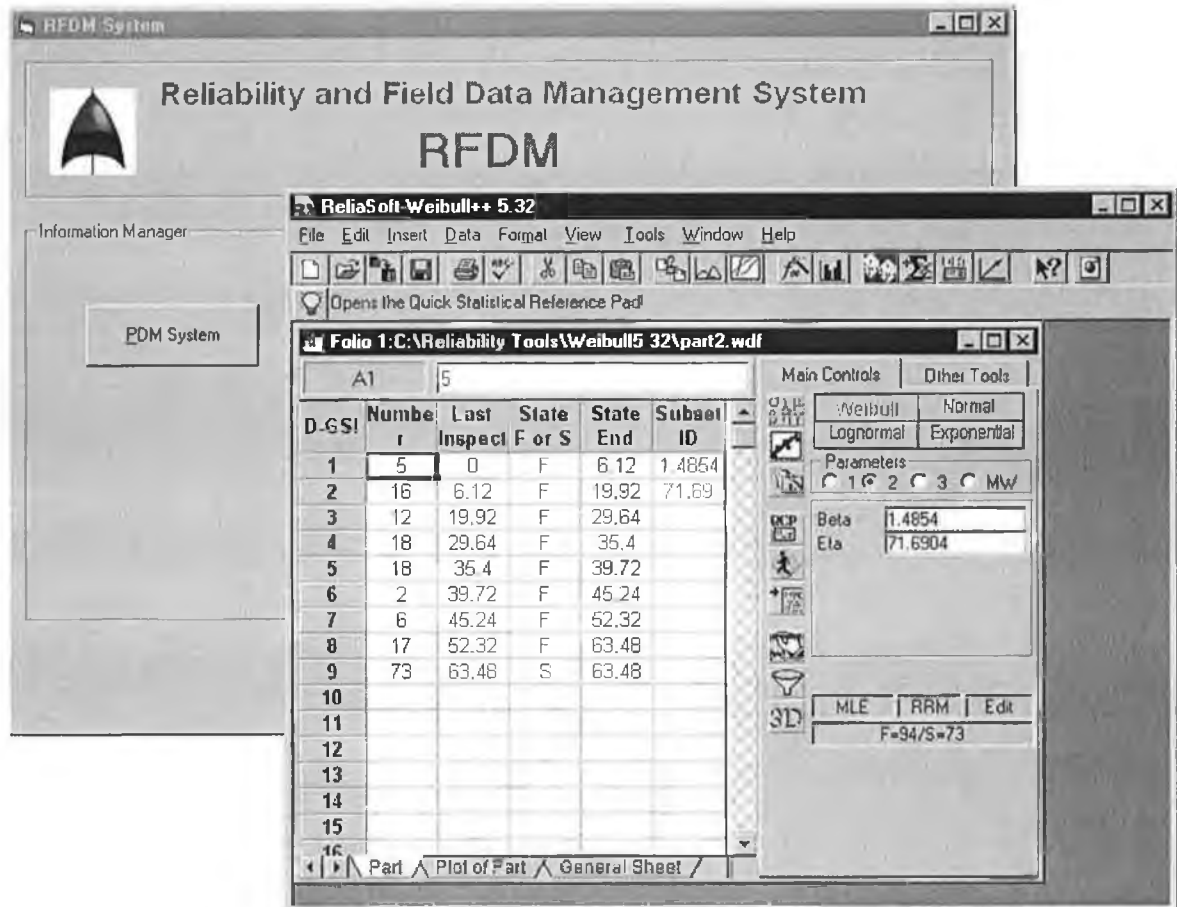 RFDM System
Reliability and Field Data Management System
RFDM
Information Manager
PDM System
ReliaSoft-Weibull++ 5.32
File Edit Insert Data Format View Tools Window Help
Opens the Quick Statistical Reference Pad!
Folio 1:C:\Reliability Tools\Weibull5 32\part2.wdf
A1 5
D-GSI Numbe r Last Inspect State F or S State End Subset ID
1 5 0 F 6.12 1.4854
2 16 6.12 F 19.92 71.69
3 12 19.92 F 29.64
4 18 29.64 F 35.4
5 18 35.4 F 39.72
6 2 39.72 F 45.24
7 6 45.24 F 52.32
8 17 52.32 F 63.48
9 73 63.48 S 63.48
10
11
12
13
14
15
16
Part Plot of Part General Sheet
Main Controls Other Tools
Weibull Normal
Lognormal Exponential
Parameters
1 2 3 MW
Beta 1.4854
Eta 71.6904
QCP
3D
MLE RRM Edit
F=94/S=73